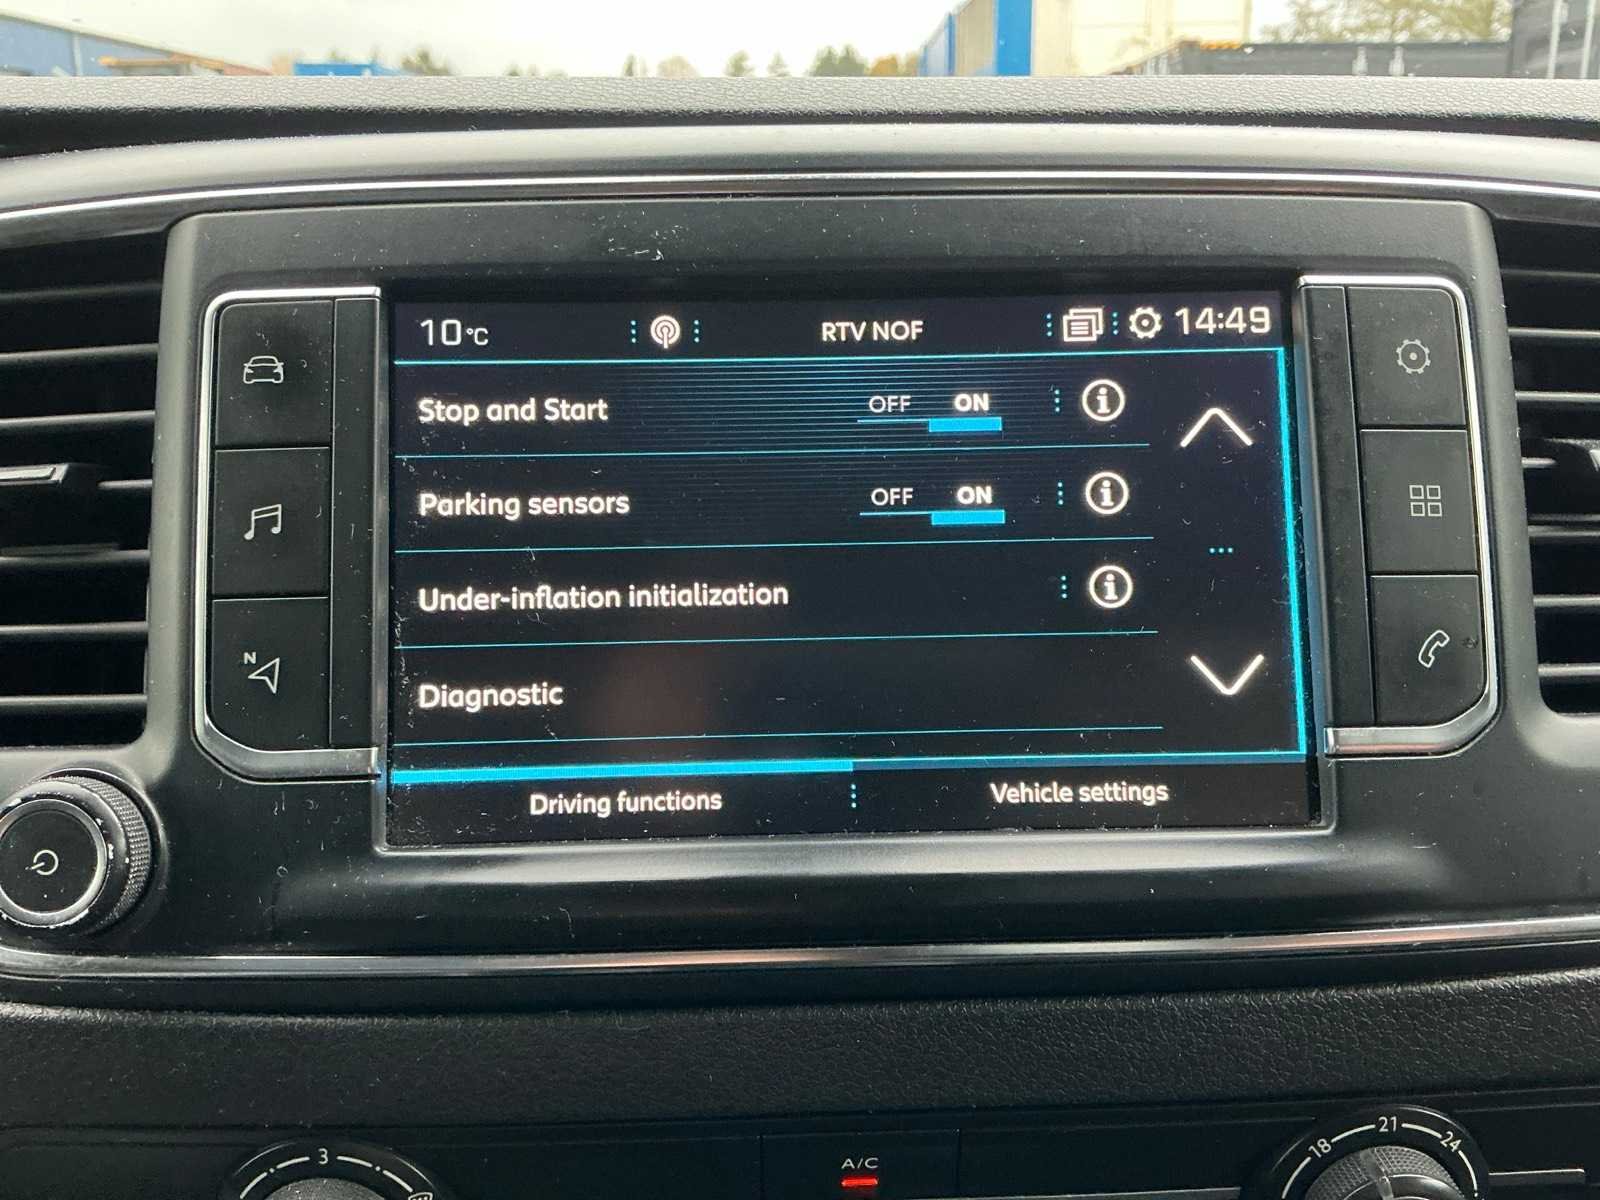 10 °C RTV NOF 14:49
Stop and Start OFF ON
Parking sensors OFF ON
Under-inflation initialization
Diagnostic
Driving functions Vehicle settings
N
3
A/C
18 21 24